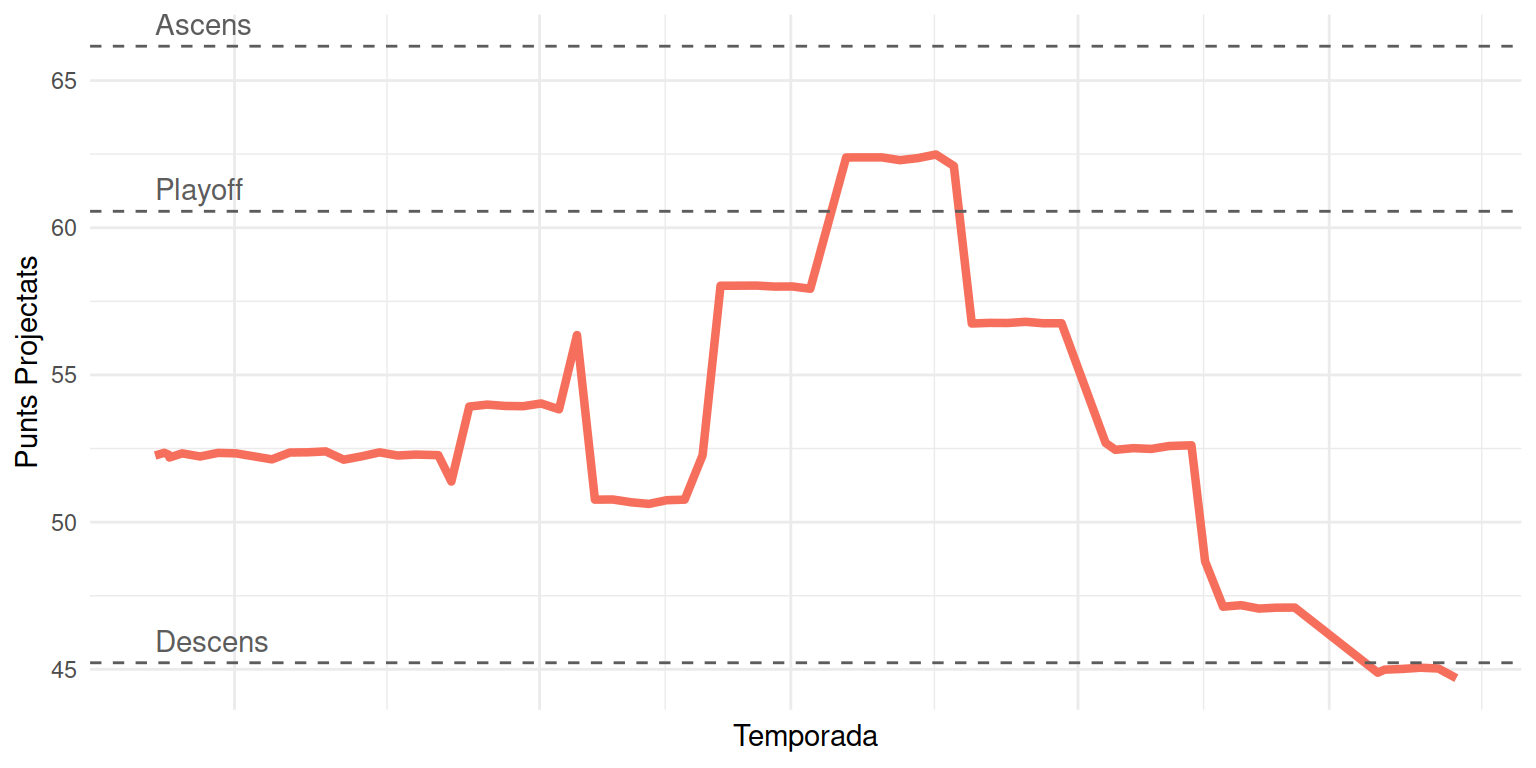 Ascens
65
Playoff
60
Punts Projectats
55
50
Descens
45
Temporada